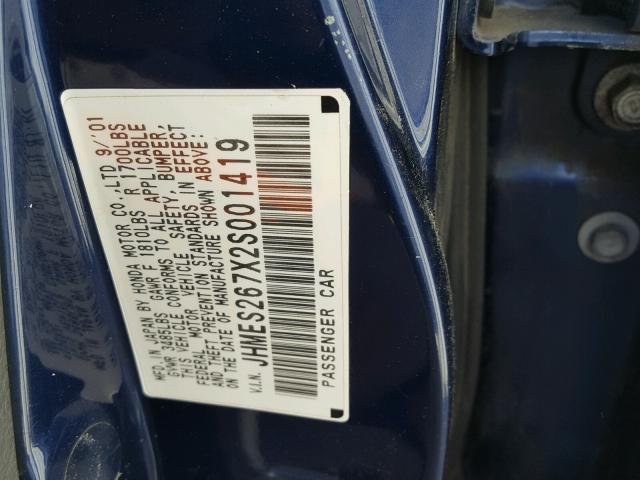 MFD. IN JAPAN BY HONDA MOTOR CO.,LTD 9/'01
GVWR 3485LBS GAWR F 1810LBS R 1700LBS
THIS VEHICLE CONFORMS TO ALL APPLICABLE
FEDERAL MOTOR VEHICLE SAFETY, BUMPER,
AND THEFT PREVENTION STANDARDS IN EFFECT
ON THE DATE OF MANUFACTURE SHOWN ABOVE:
V.I.N. JHMES267X2S001419
PASSENGER CAR